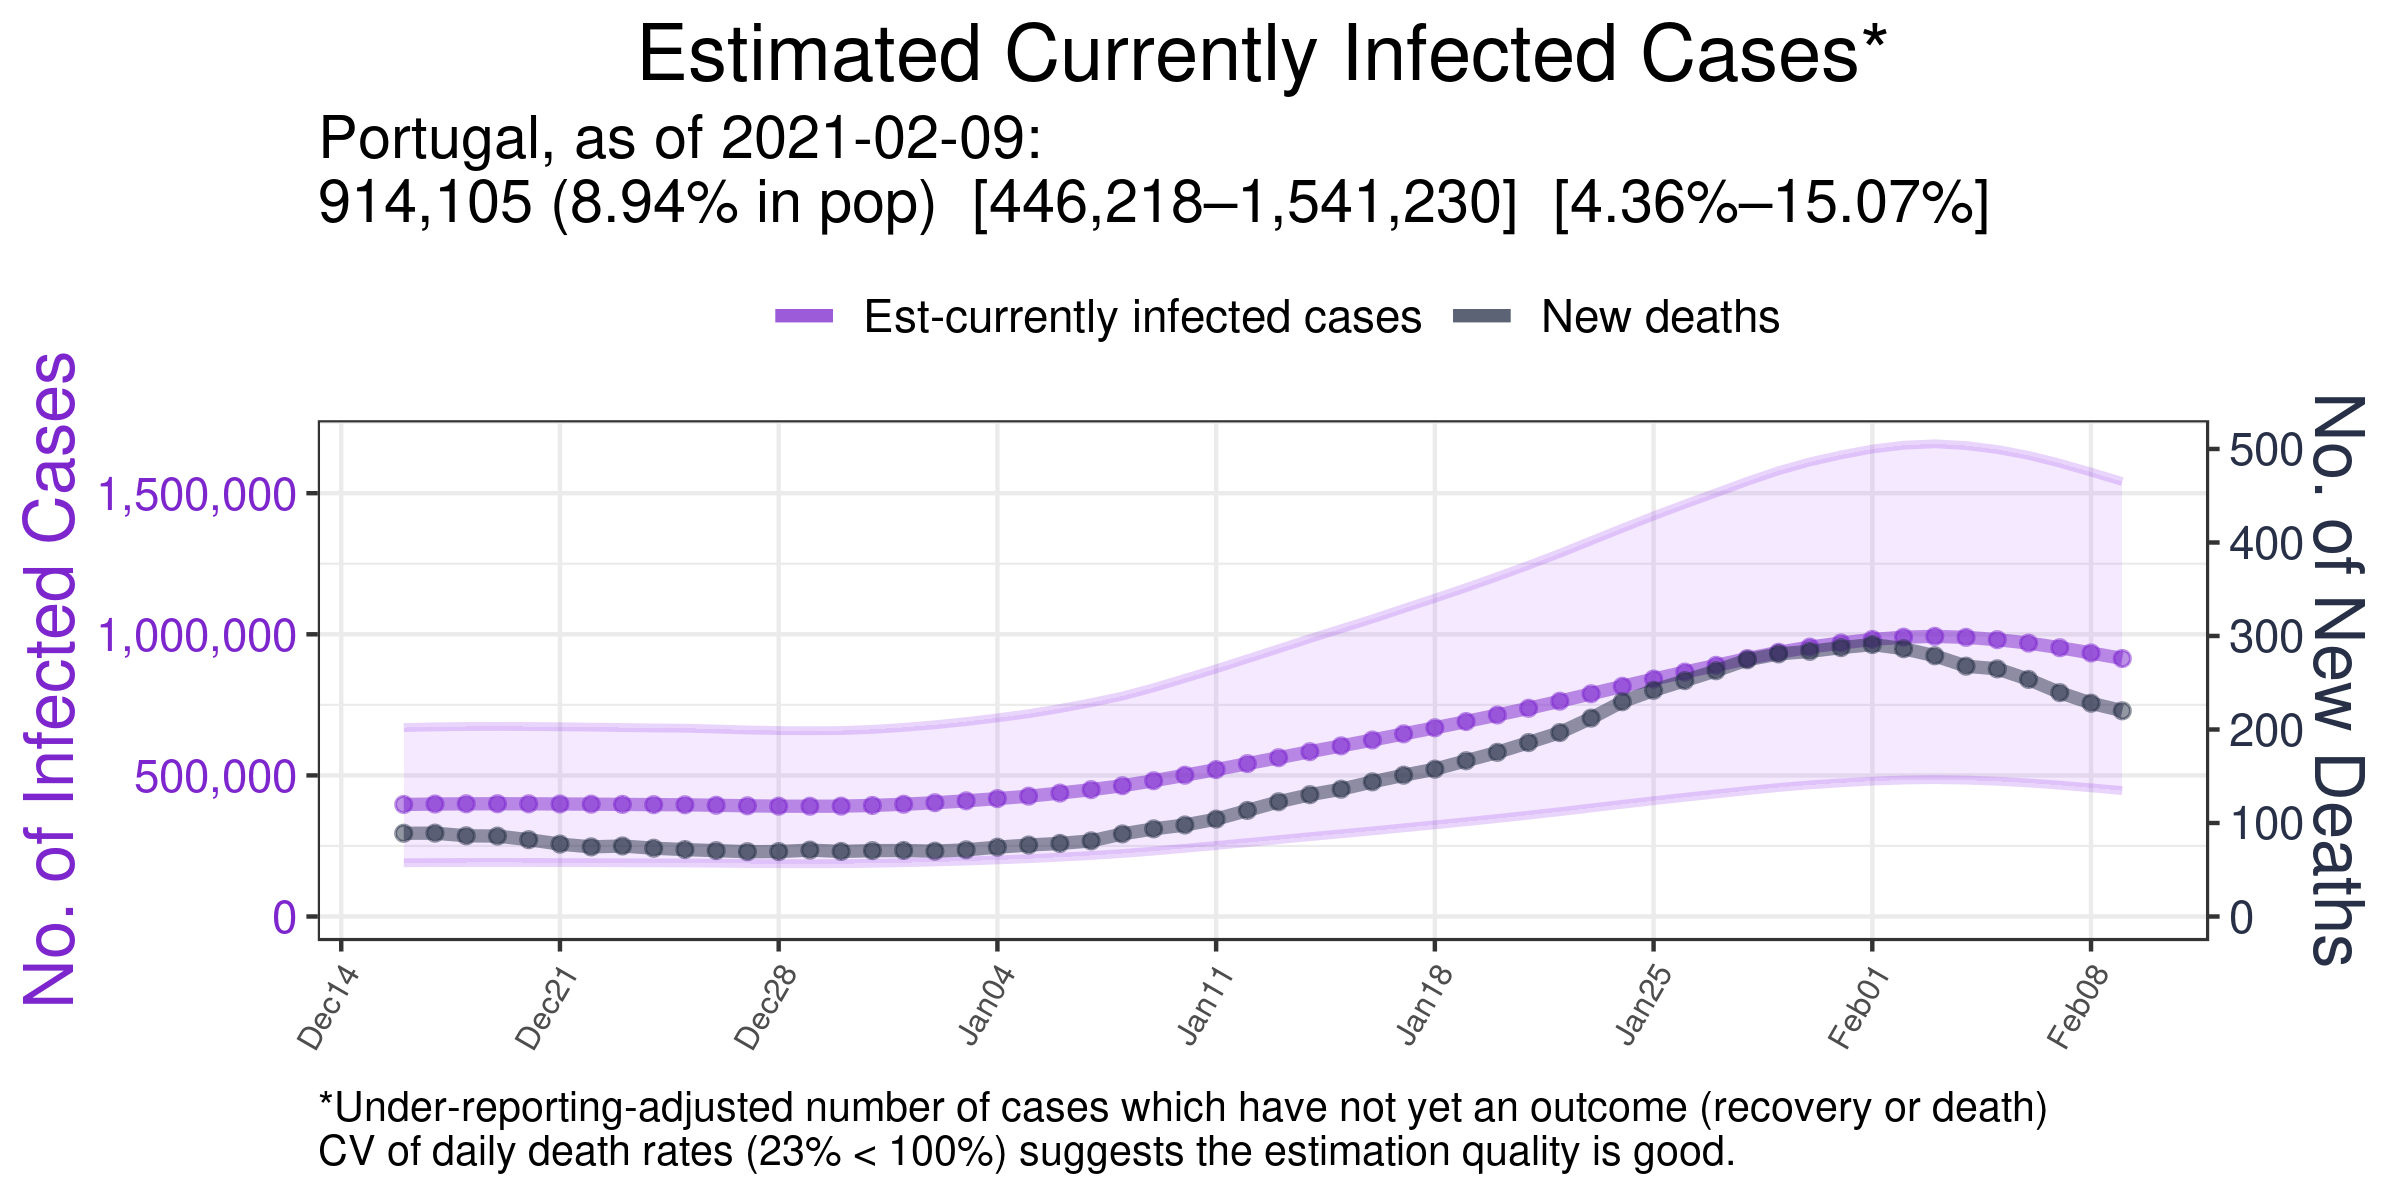 Estimated Currently Infected Cases*
Portugal, as of 2021-02-09:
914,105 (8.94% in pop) [446,218–1,541,230] [4.36%–15.07%]
Est-currently infected cases New deaths
No. of Infected Cases
1,500,000
1,000,000
500,000
0
500
400
300
200
100
0
No. of New Deaths
Dec14 Dec21 Dec28 Jan04 Jan11 Jan18 Jan25 Feb01 Feb08
*Under-reporting-adjusted number of cases which have not yet an outcome (recovery or death)
CV of daily death rates (23% < 100%) suggests the estimation quality is good.